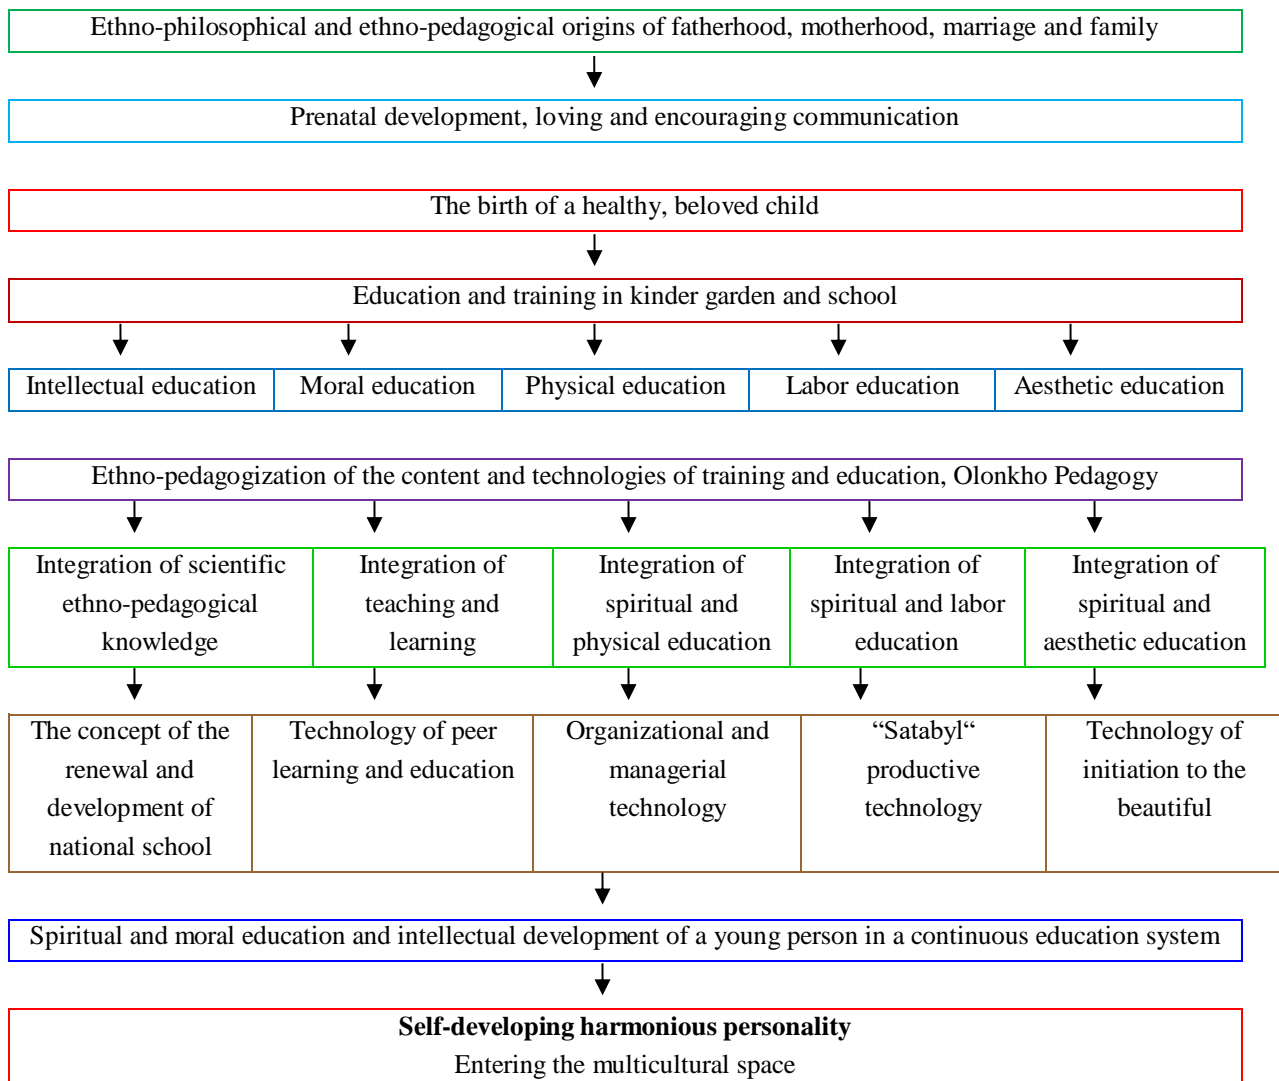 Ethno-philosophical and ethno-pedagogical origins of fatherhood, motherhood, marriage and family
Prenatal development, loving and encouraging communication
The birth of a healthy, beloved child
Education and training in kinder garden and school
Intellectual education
Moral education
Physical education
Labor education
Aesthetic education
Ethno-pedagogization of the content and technologies of training and education, Olonkho Pedagogy
Integration of scientific
ethno-pedagogical
knowledge
Integration of
teaching and
learning
Integration of
spiritual and
physical education
Integration of
spiritual and labor
education
Integration of
spiritual and
aesthetic education
The concept of the
renewal and
development of
national school
Technology of peer
learning and education
Organizational and
managerial
technology
“Satabyl“
productive
technology
Technology of
initiation to the
beautiful
Spiritual and moral education and intellectual development of a young person in a continuous education system
Self-developing harmonious personality
Entering the multicultural space